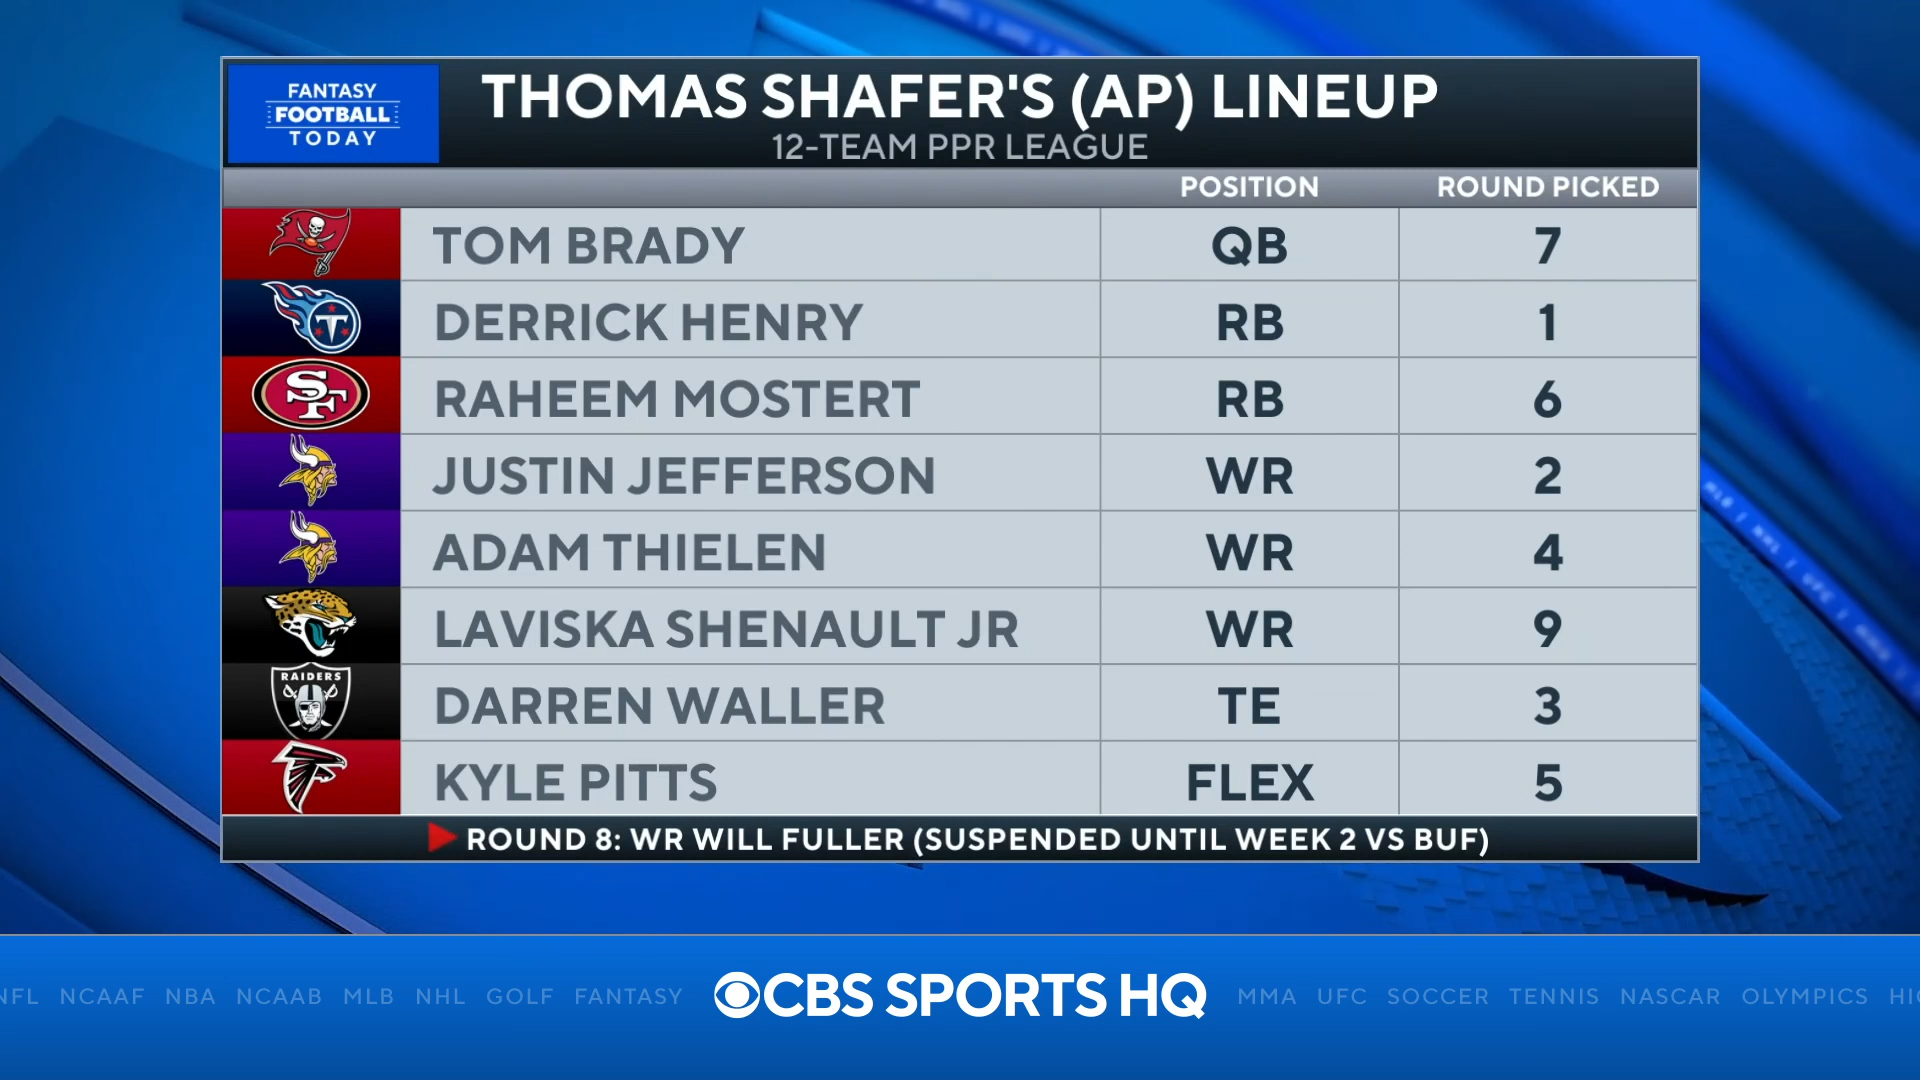 FANTASY
FOOTBALL
TODAY
THOMAS SHAFER'S (AP) LINEUP
12-TEAM PPR LEAGUE
POSITION ROUND PICKED
TOM BRADY QB 7
DERRICK HENRY RB 1
SF
RAHEEM MOSTERT RB 6
JUSTIN JEFFERSON WR 2
ADAM THIELEN WR 4
LAVISKA SHENAULT JR WR 9
RAIDERS
DARREN WALLER TE 3
KYLE PITTS FLEX 5
ROUND 8: WR WILL FULLER (SUSPENDED UNTIL WEEK 2 VS BUF)
NFL NCAAF NBA NCAAB MLB NHL GOLF FANTASY CBS SPORTS HQ MMA UFC SOCCER TENNIS NASCAR OLYMPICS